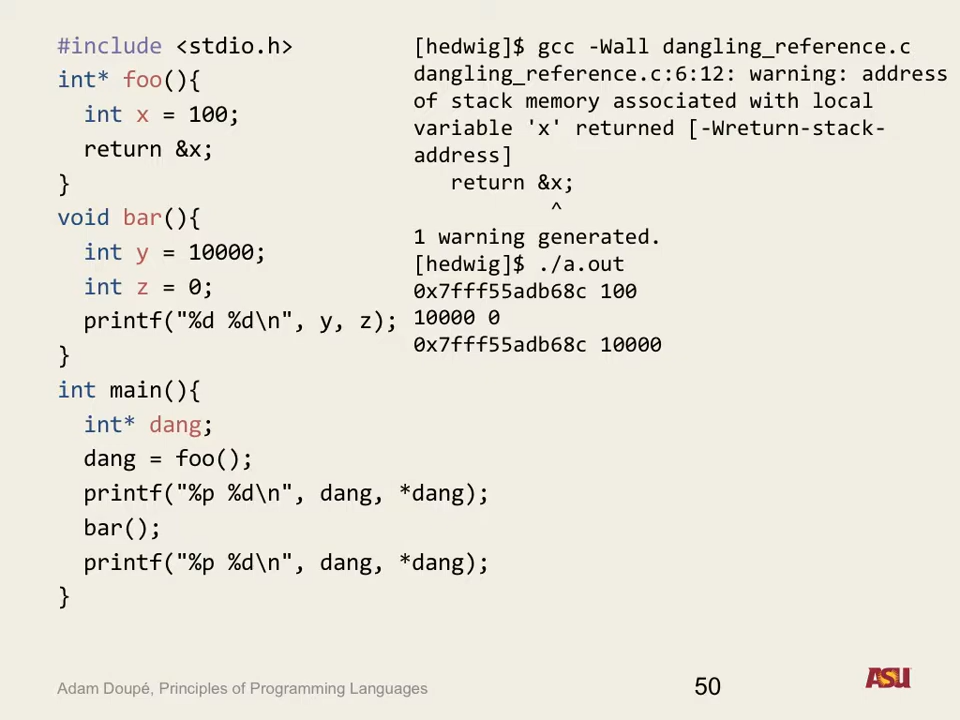 #include <stdio.h>
int* foo(){
  int x = 100;
  return &x;
}
void bar(){
  int y = 10000;
  int z = 0;
  printf("%d %d\n", y, z);
}
int main(){
  int* dang;
  dang = foo();
  printf("%p %d\n", dang, *dang);
  bar();
  printf("%p %d\n", dang, *dang);
}
[hedwig]$ gcc -Wall dangling_reference.c
dangling_reference.c:6:12: warning: address
of stack memory associated with local
variable 'x' returned [-Wreturn-stack-
address]
   return &x;
           ^
1 warning generated.
[hedwig]$ ./a.out
0x7fff55adb68c 100
10000 0
0x7fff55adb68c 10000
Adam Doupé, Principles of Programming Languages
50
ASU